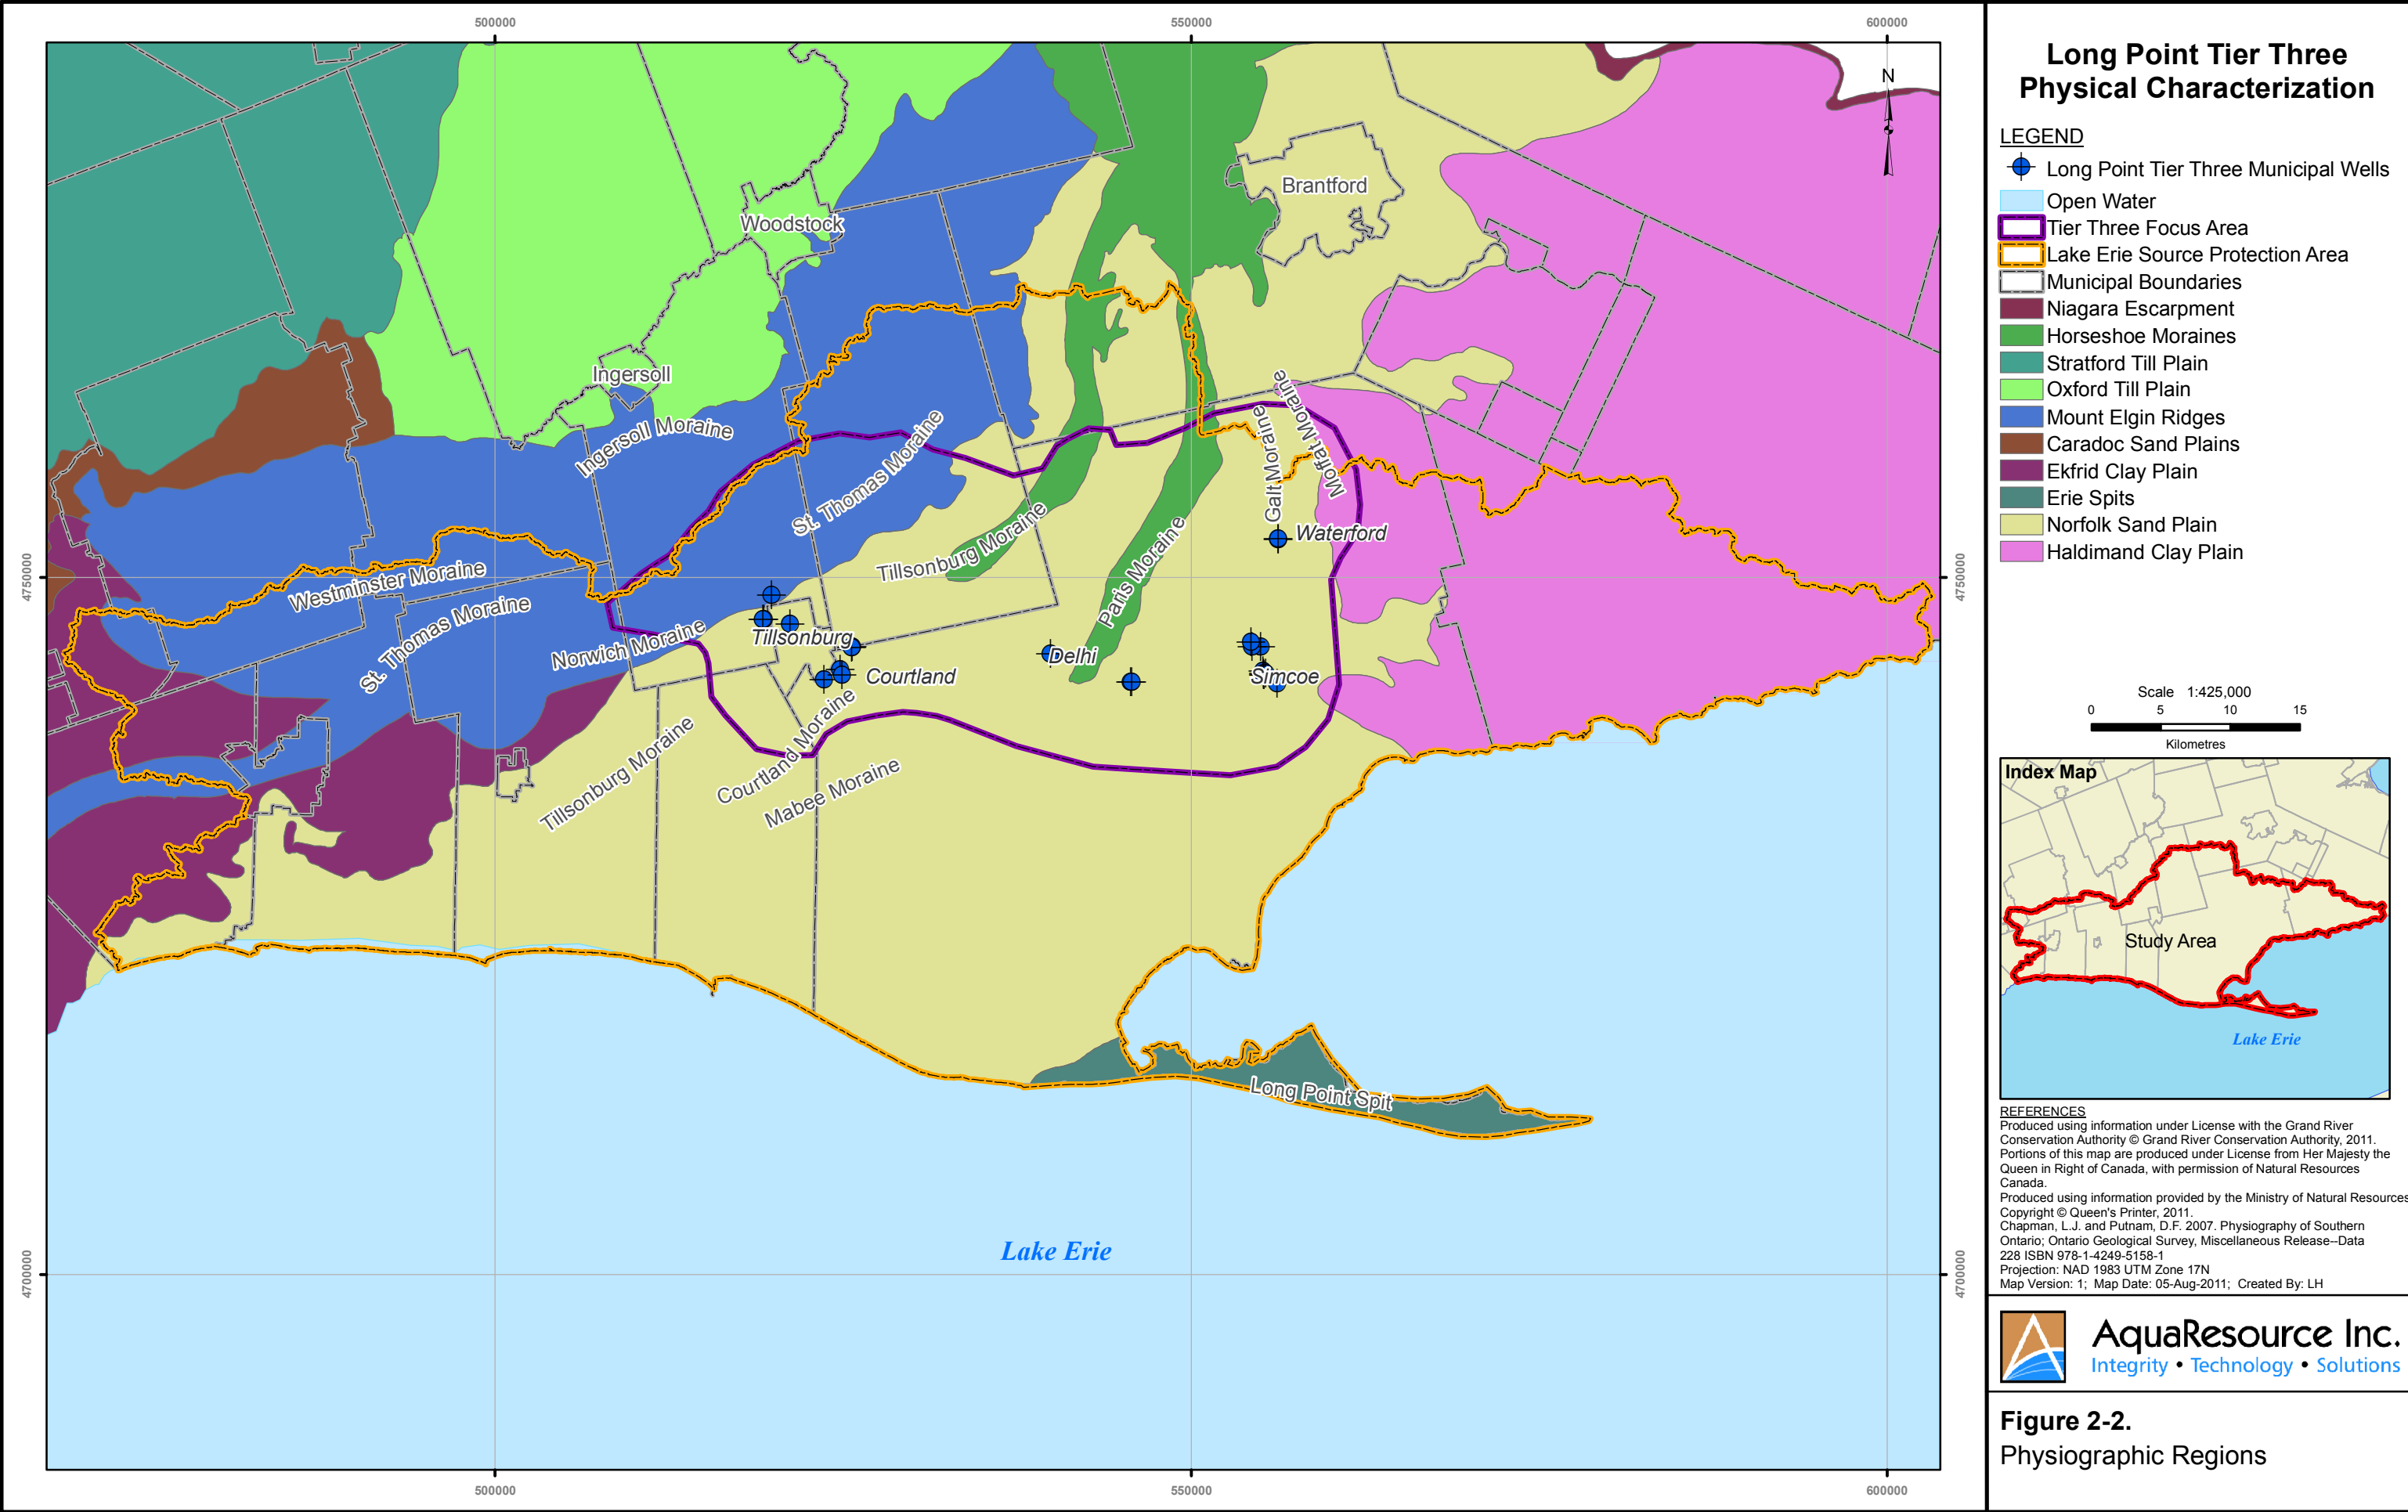 500000
550000
600000
4750000
4750000
4700000
4700000
500000
550000
600000
N
Brantford
Woodstock
Ingersoll
Ingersoll Moraine
St. Thomas Moraine
Galt Moraine
Moffat Moraine
Westminster Moraine
St. Thomas Moraine
Norwich Moraine
Tillsonburg Moraine
Paris Moraine
Waterford
Tillsonburg
Courtland
Delhi
Simcoe
Tillsonburg Moraine
Courtland Moraine
Mabee Moraine
Long Point Spit
Lake Erie
Long Point Tier Three
Physical Characterization
LEGEND
Long Point Tier Three Municipal Wells
Open Water
Tier Three Focus Area
Lake Erie Source Protection Area
Municipal Boundaries
Niagara Escarpment
Horseshoe Moraines
Stratford Till Plain
Oxford Till Plain
Mount Elgin Ridges
Caradoc Sand Plains
Ekfrid Clay Plain
Erie Spits
Norfolk Sand Plain
Haldimand Clay Plain
Scale 1:425,000
0 5 10 15
Kilometres
Index Map
Study Area
Lake Erie
REFERENCES
Produced using information under License with the Grand River
Conservation Authority © Grand River Conservation Authority, 2011.
Portions of this map are produced under License from Her Majesty the
Queen in Right of Canada, with permission of Natural Resources
Canada.
Produced using information provided by the Ministry of Natural Resources
Copyright © Queen's Printer, 2011.
Chapman, L.J. and Putnam, D.F. 2007. Physiography of Southern
Ontario; Ontario Geological Survey, Miscellaneous Release--Data
228 ISBN 978-1-4249-5158-1
Projection: NAD 1983 UTM Zone 17N
Map Version: 1; Map Date: 05-Aug-2011; Created By: LH
AquaResource Inc.
Integrity • Technology • Solutions
Figure 2-2.
Physiographic Regions